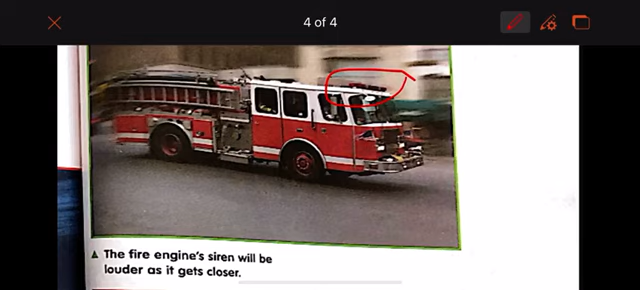 4 of 4
▲ The fire engine's siren will be
louder as it gets closer.